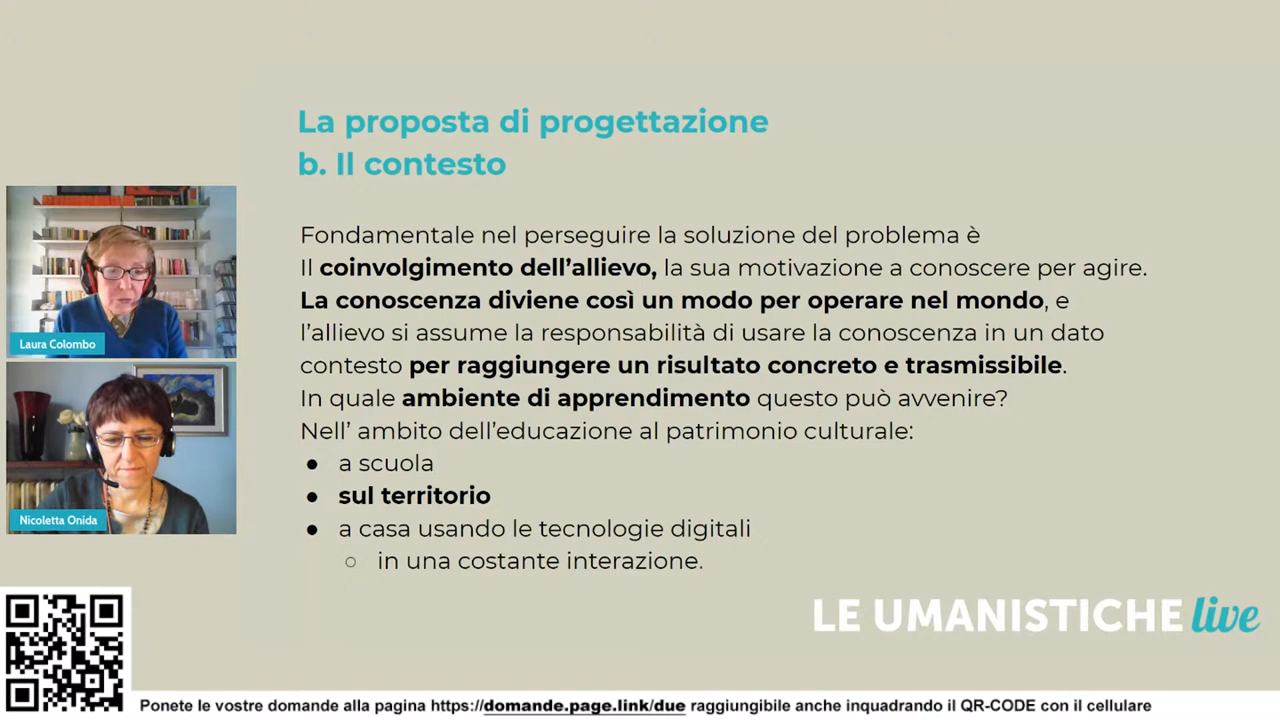 La proposta di progettazione
b. Il contesto
Fondamentale nel perseguire la soluzione del problema è
Il coinvolgimento dell’allievo, la sua motivazione a conoscere per agire.
La conoscenza diviene così un modo per operare nel mondo, e
l’allievo si assume la responsabilità di usare la conoscenza in un dato
contesto per raggiungere un risultato concreto e trasmissibile.
In quale ambiente di apprendimento questo può avvenire?
Nell’ ambito dell’educazione al patrimonio culturale:
● a scuola
● sul territorio
● a casa usando le tecnologie digitali
○ in una costante interazione.
Laura Colombo
Nicoletta Onida
LE UMANISTICHE live
Ponete le vostre domande alla pagina https://domande.page.link/due raggiungibile anche inquadrando il QR-CODE con il cellulare